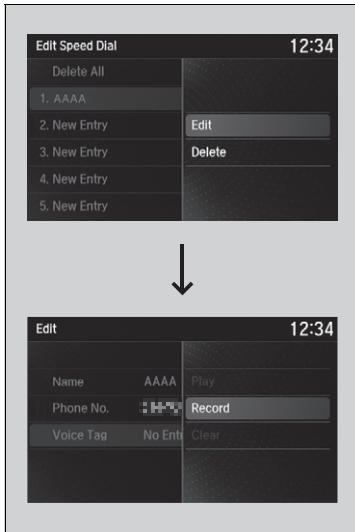 Edit Speed Dial 12:34
Delete All
1. AAAA
2. New Entry Edit
3. New Entry Delete
4. New Entry
5. New Entry
Edit 12:34
Name AAAA Play
Phone No. Record
Voice Tag No Clear